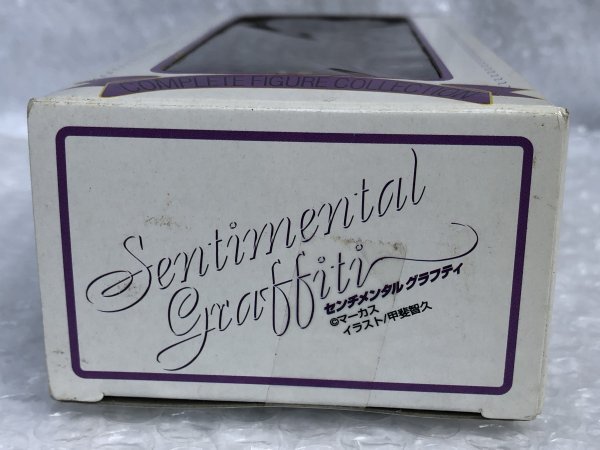 COMPLETE FIGURE COLLECTION
Sentimental
Graffiti
センチメンタル グラフティ
©マーカス
イラスト/甲斐智久